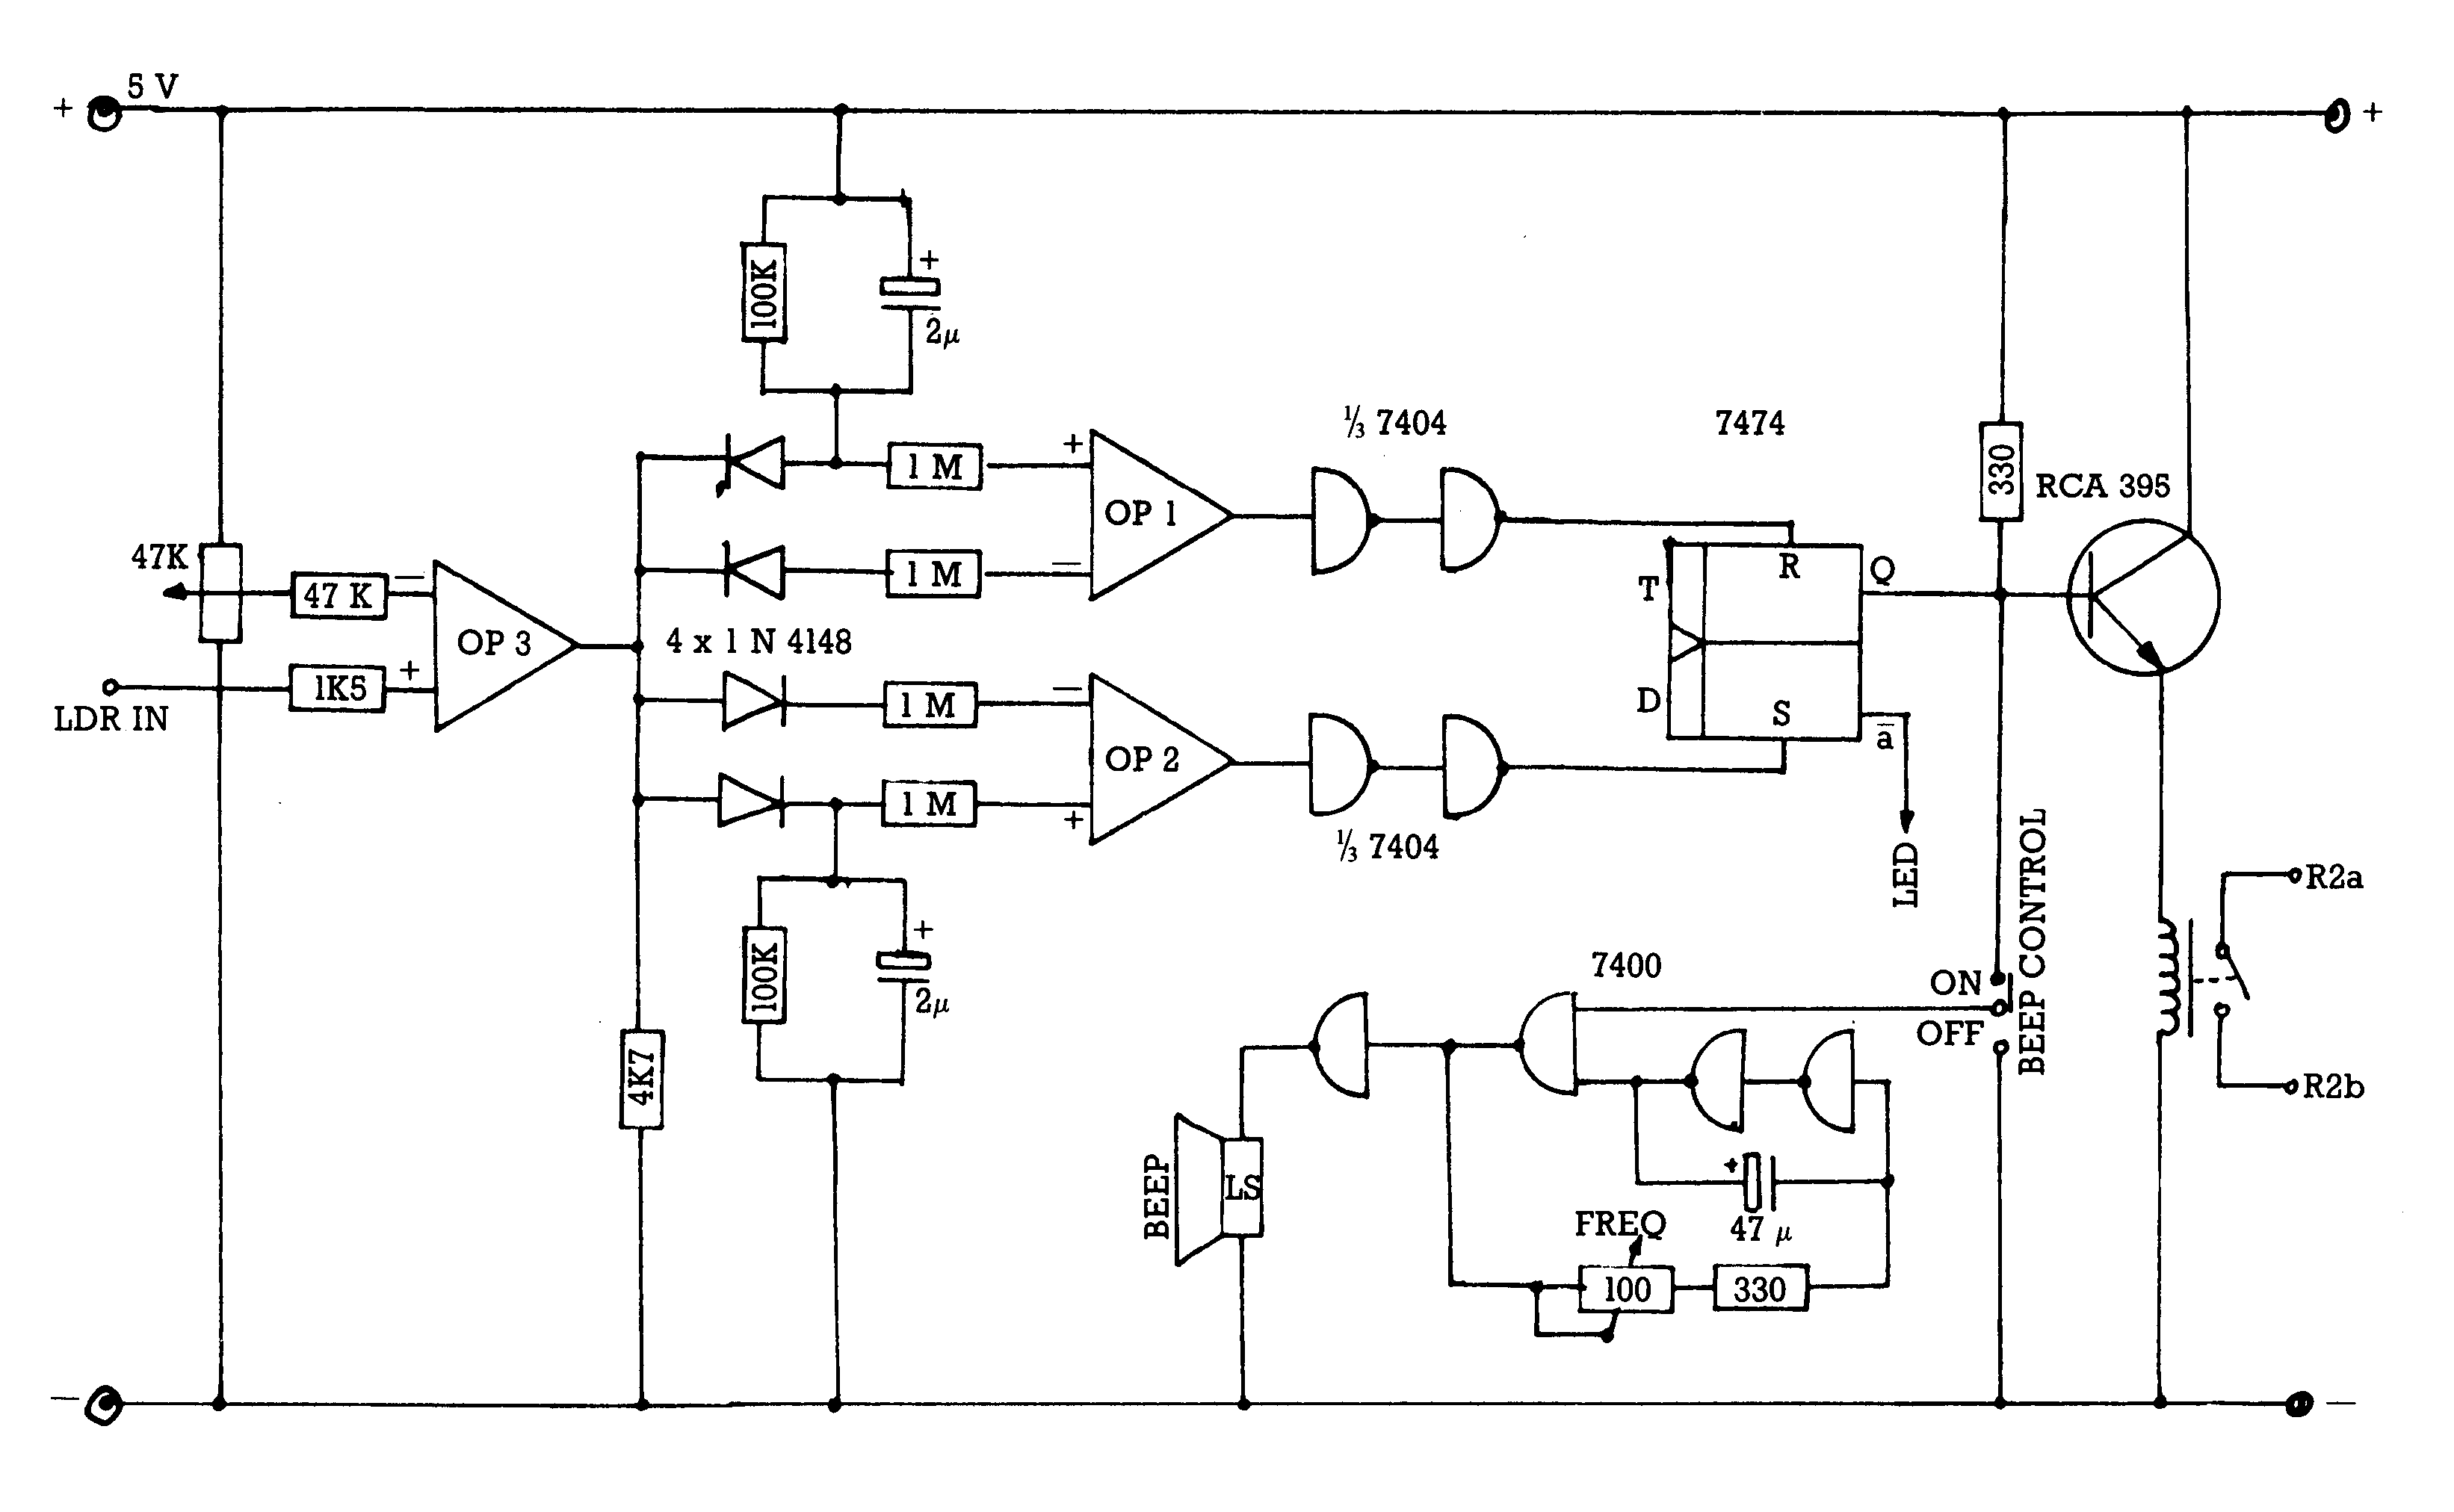 + 5 V +
100K
+
2μ
⅓ 7404
7474
+
1 M
OP 1
330
RCA 395
47K
47 K
−
1 M
−
R
Q
T
OP 3
4 x 1 N 4148
LDR IN
1K5
+
1 M
−
OP 2
D
S
a̅
1 M
+
⅓ 7404
LED
BEEP CONTROL
R2a
100K
+
2μ
7400
ON
OFF
4K7
R2b
BEEP
LS
+
47 μ
FREQ
100
330
− −